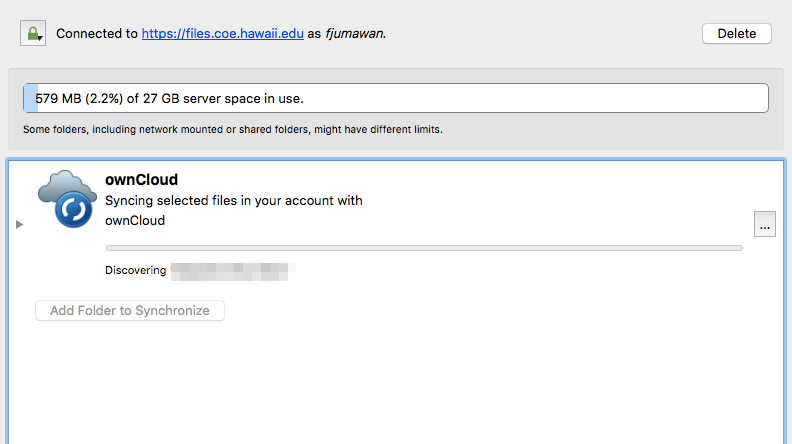 Connected to https://files.coe.hawaii.edu as fjumawan.
Delete
579 MB (2.2%) of 27 GB server space in use.
Some folders, including network mounted or shared folders, might have different limits.
ownCloud
Syncing selected files in your account with
ownCloud
...
Discovering
Add Folder to Synchronize